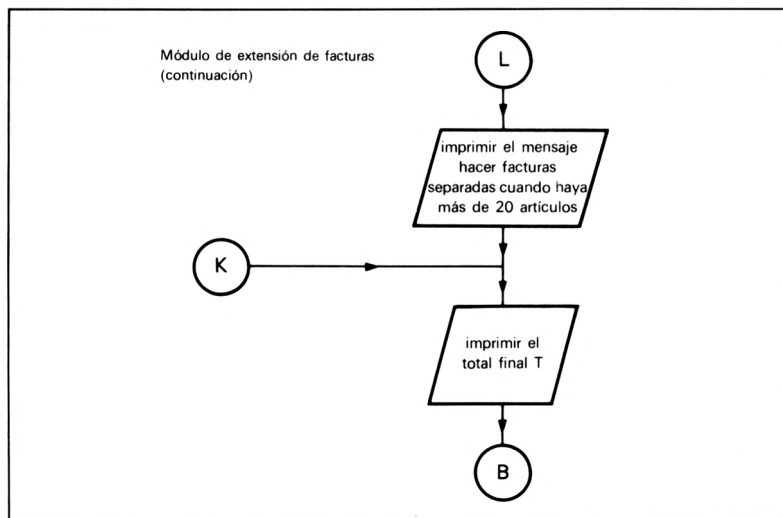 Módulo de extensión de facturas
(continuación)
L
imprimir el mensaje
hacer facturas
separadas cuando haya
más de 20 artículos
K
imprimir el
total final T
B